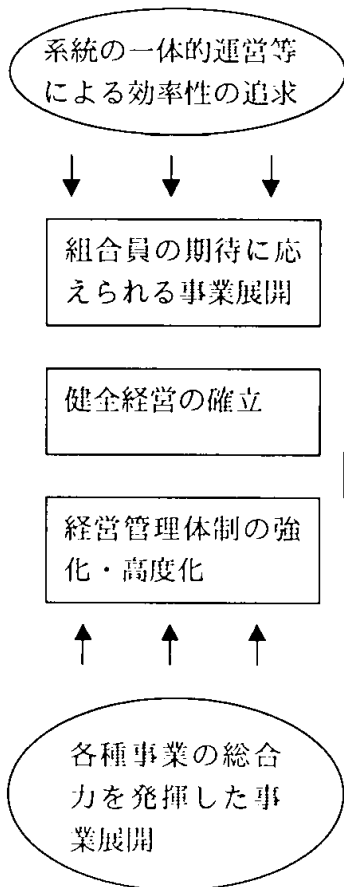 系統の一体的運営等
による効率性の追求
組合員の期待に応
えられる事業展開
健全経営の確立
経営管理体制の強
化・高度化
各種事業の総合
力を発揮した事
業展開